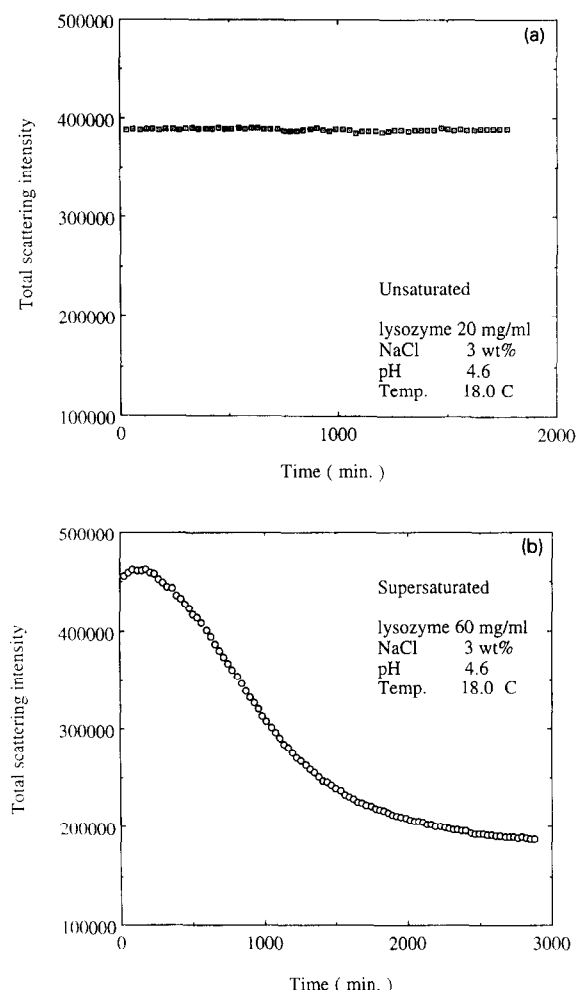 500000
(a)
400000
300000
200000
100000
Total scattering intensity
Unsaturated
lysozyme 20 mg/ml
NaCl 3 wt%
pH 4.6
Temp. 18.0 C
0 1000 2000
Time ( min. )
500000
(b)
400000
300000
200000
100000
Total scattering intensity
Supersaturated
lysozyme 60 mg/ml
NaCl 3 wt%
pH 4.6
Temp. 18.0 C
0 1000 2000 3000
Time ( min. )